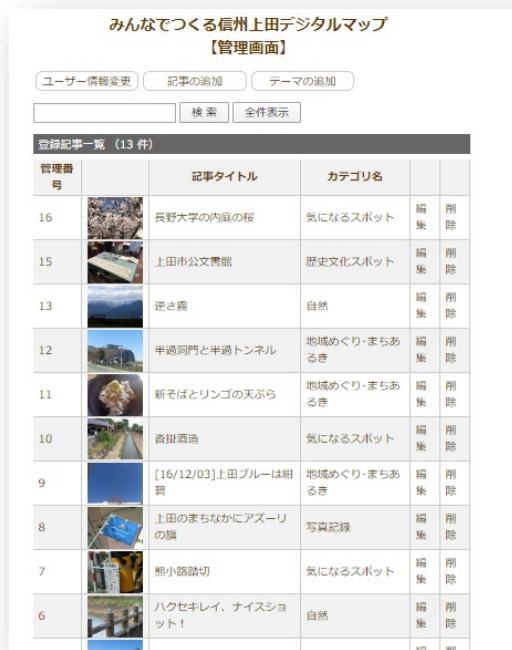 みんなでつくる信州上田デジタルマップ
【管理画面】
ユーザー情報変更 記事の追加 テーマの追加
検 索 全件表示
登録記事一覧 （13 件）
管理番号 記事タイトル カテゴリ名
16 長野大学の内庭の桜 気になるスポット 編集 削除
15 上田市公文書館 歴史文化スポット 編集 削除
13 逆さ霧 自然 編集 削除
12 半過洞門と半過トンネル 地域めぐり･まちあるき 編集 削除
11 新そばとリンゴの天ぷら 地域めぐり･まちあるき 編集 削除
10 沓掛酒造 気になるスポット 編集 削除
9 [16/12/03]上田ブルーは紺碧 地域めぐり･まちあるき 編集 削除
8 上田のまちなかにアズーリの旗 写真記録 編集 削除
7 熊小路踏切 気になるスポット 編集 削除
6 ハクセキレイ、ナイスショット！ 自然 編集 削除